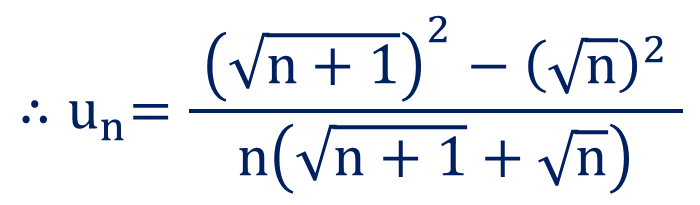 ∴ uₙ= ((√(n + 1))² − (√n)²) / (n(√(n + 1) + √n))